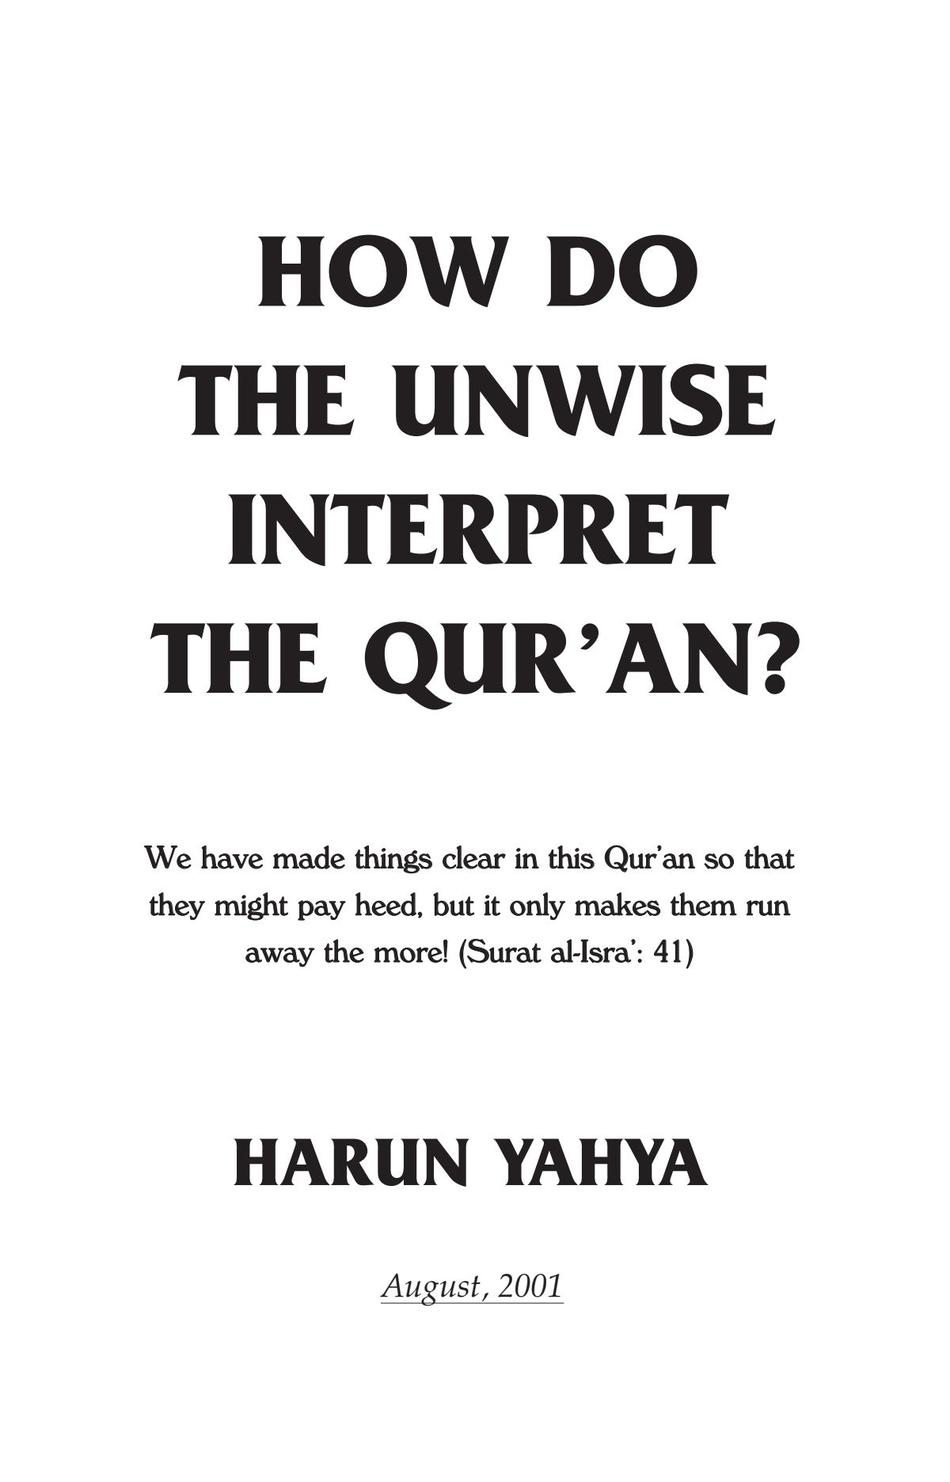 HOW DO
THE UNWISE
INTERPRET
THE QUR’AN?
We have made things clear in this Qur’an so that
they might pay heed, but it only makes them run
away the more! (Surat al-Isra’: 41)
HARUN YAHYA
August, 2001